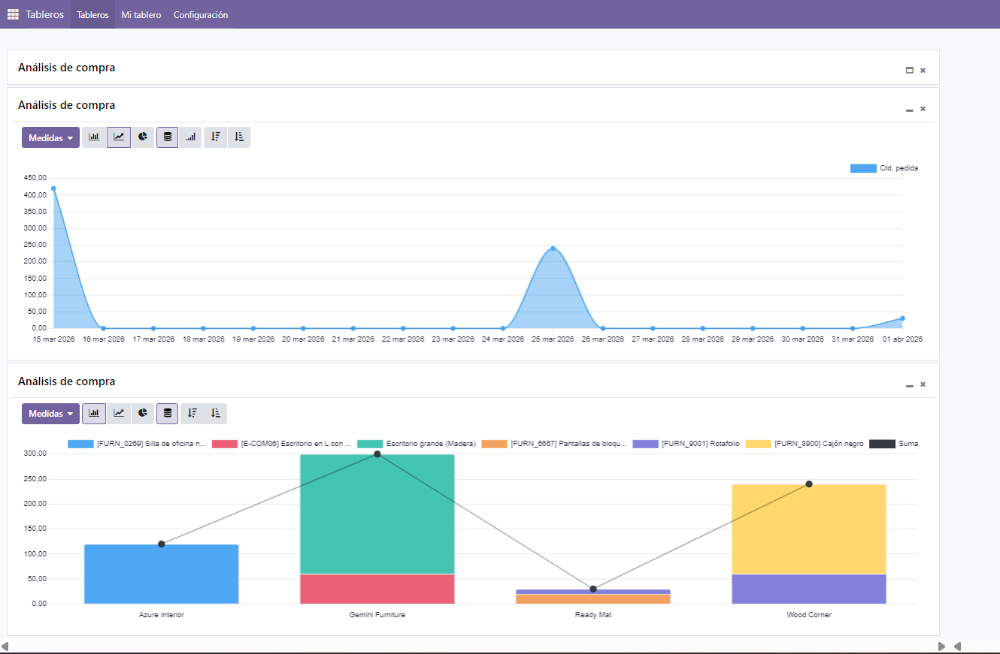 Tableros Tableros Mi tablero Configuración
Análisis de compra
Análisis de compra
Medidas
Ctd. pedida
450,00
400,00
350,00
300,00
250,00
200,00
150,00
100,00
50,00
0,00
15 mar 2026 16 mar 2026 17 mar 2026 18 mar 2026 19 mar 2026 20 mar 2026 21 mar 2026 22 mar 2026 23 mar 2026 24 mar 2026 25 mar 2026 26 mar 2026 27 mar 2026 28 mar 2026 29 mar 2026 30 mar 2026 31 mar 2026 01 abr 2026
Análisis de compra
Medidas
[FURN_0269] Silla de oficina n... [E-COM06] Escritorio en L con ... Escritorio grande (Madera) [FURN_6667] Pantallas de bloqu... [FURN_9001] Rotafolio [FURN_8900] Cajón negro Suma
300,00
250,00
200,00
150,00
100,00
50,00
0,00
Azure Interior Gemini Furniture Ready Mat Wood Corner